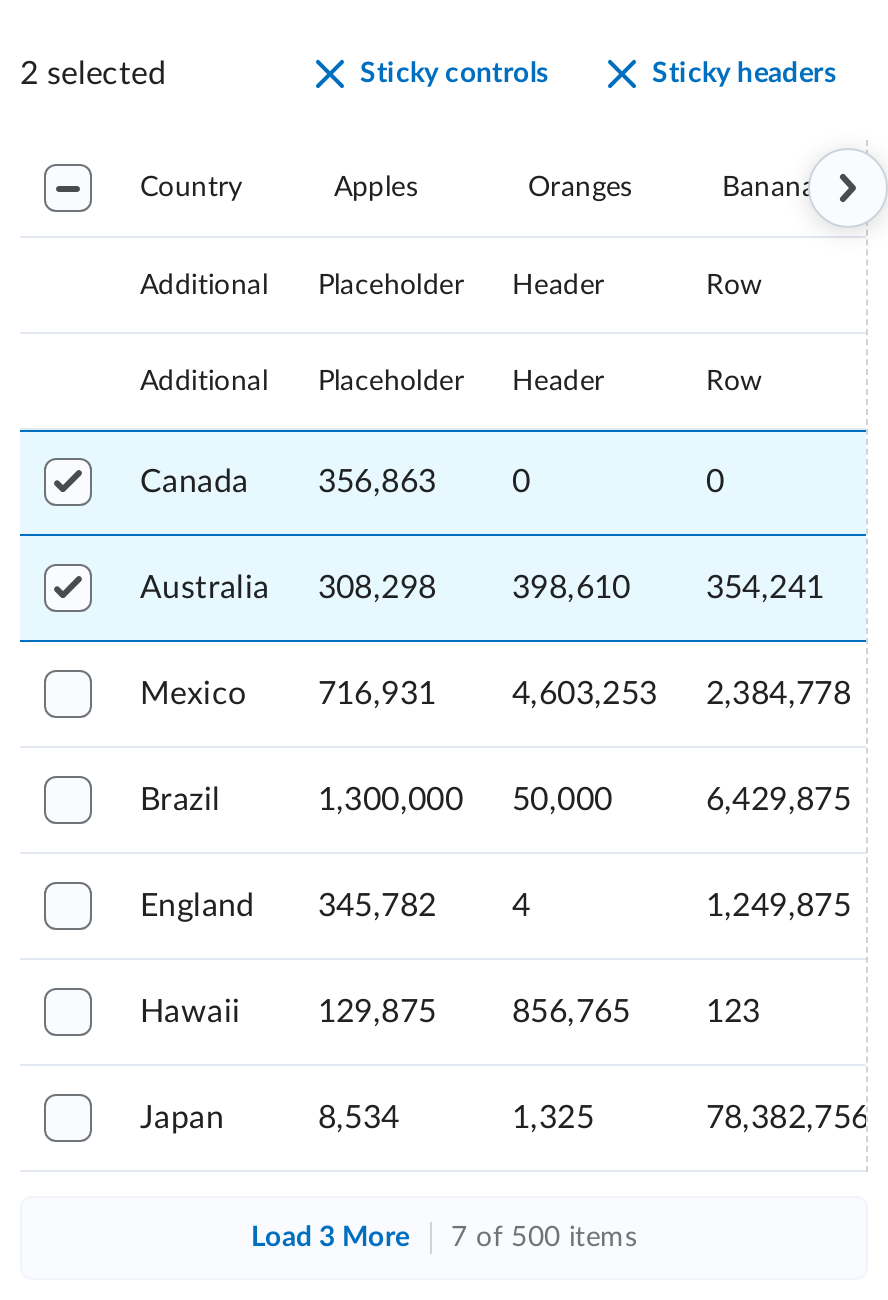 2 selected Sticky controls Sticky headers
Country Apples Oranges
Additional Placeholder Header Row
Additional Placeholder Header Row
Canada 356,863 0 0
Australia 308,298 398,610 354,241
Mexico 716,931 4,603,253 2,384,778
Brazil 1,300,000 50,000 6,429,875
England 345,782 4 1,249,875
Hawaii 129,875 856,765 123
Japan 8,534 1,325 78,382,756
Load 3 More 7 of 500 items